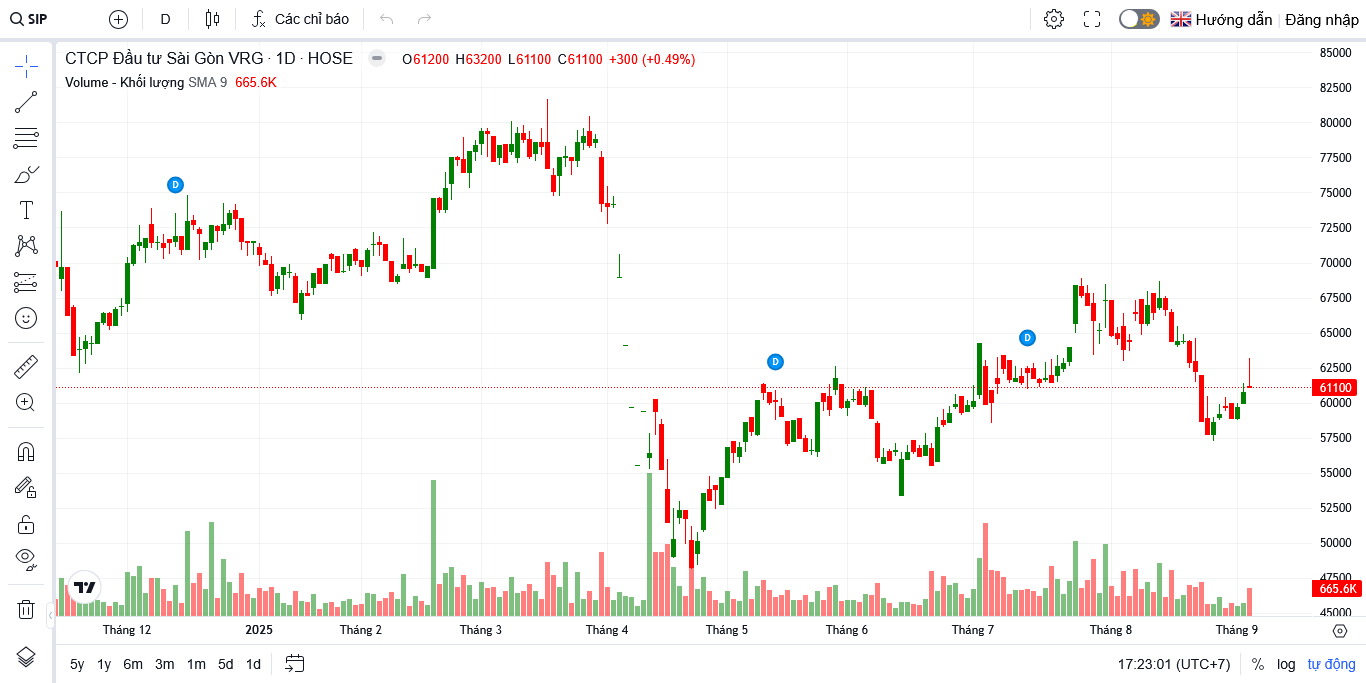 SIP D Các chỉ báo Hướng dẫn Đăng nhập
CTCP Đầu tư Sài Gòn VRG · 1D · HOSE O61200 H63200 L61100 C61100 +300 (+0.49%)
Volume - Khối lượng SMA 9 665.6K
D
D
D
85000
82500
80000
77500
75000
72500
70000
67500
65000
62500
61100
60000
57500
55000
52500
50000
47500
665.6K
45000
Tháng 12 2025 Tháng 2 Tháng 3 Tháng 4 Tháng 5 Tháng 6 Tháng 7 Tháng 8 Tháng 9
5y 1y 6m 3m 1m 5d 1d 17:23:01 (UTC+7) % log tự động